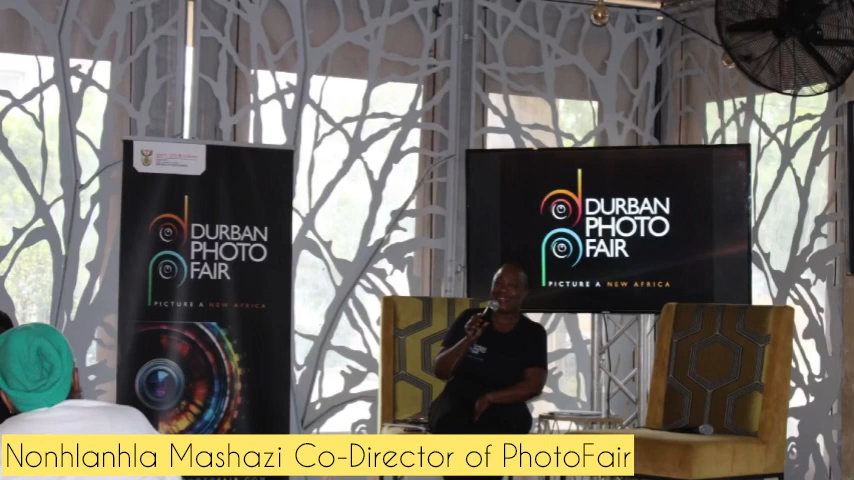 DURBAN
PHOTO
FAIR
PICTURE A NEW AFRICA
DURBAN
PHOTO
FAIR
PICTURE A NEW AFRICA
Nonhlanhla Mashazi Co-Director of PhotoFair